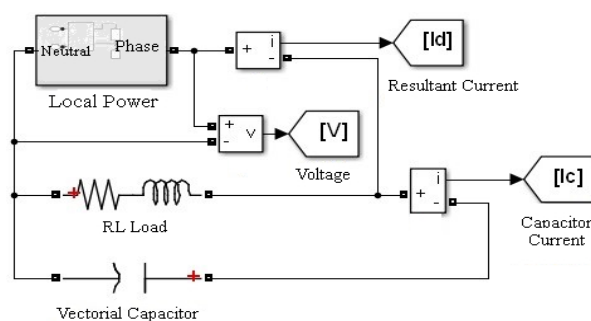 Neutral
Phase
Local Power
+
i
-
[Id]
Resultant Current
+
-
v
[V]
Voltage
RL Load
+
i
-
[Ic]
Capacitor
Current
Vectorial Capacitor